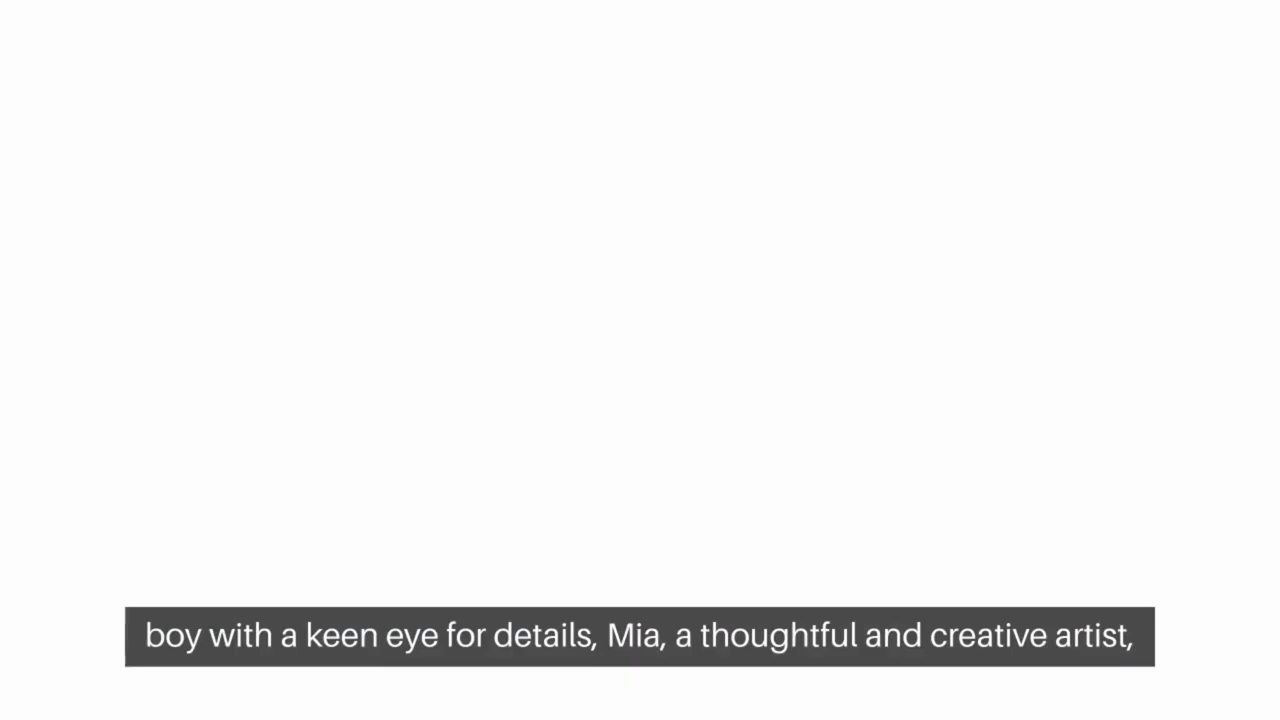 boy with a keen eye for details, Mia, a thoughtful and creative artist,